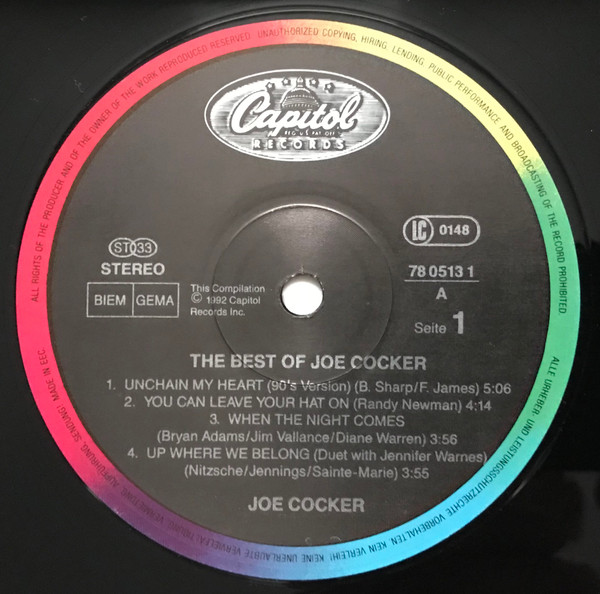 ALL RIGHTS OF THE PRODUCER AND OF THE OWNER OF THE WORK REPRODUCED RESERVED. UNAUTHORIZED COPYING, HIRING, LENDING, PUBLIC PERFORMANCE AND BROADCASTING OF THE RECORD PROHIBITED.
Capitol
RECORDS
LC 0148
ST 33
STEREO
BIEM GEMA
This Compilation
℗ 1992 Capitol
Records Inc.
78 0513 1
A
Seite 1
THE BEST OF JOE COCKER
1. UNCHAIN MY HEART (90's Version) (B. Sharp/F. James) 5:06
2. YOU CAN LEAVE YOUR HAT ON (Randy Newman) 4:14
3. WHEN THE NIGHT COMES
(Bryan Adams/Jim Vallance/Diane Warren) 3:56
4. UP WHERE WE BELONG (Duet with Jennifer Warnes)
(Nitzsche/Jennings/Sainte-Marie) 3:55
JOE COCKER
ALLE URHEBER- UND LEISTUNGSSCHUTZRECHTE VORBEHALTEN. KEIN VERLEIH! KEINE UNERLAUBTE VERVIELFÄLTIGUNG, VERMIETUNG, AUFFÜHRUNG, SENDUNG! MADE IN EEC.